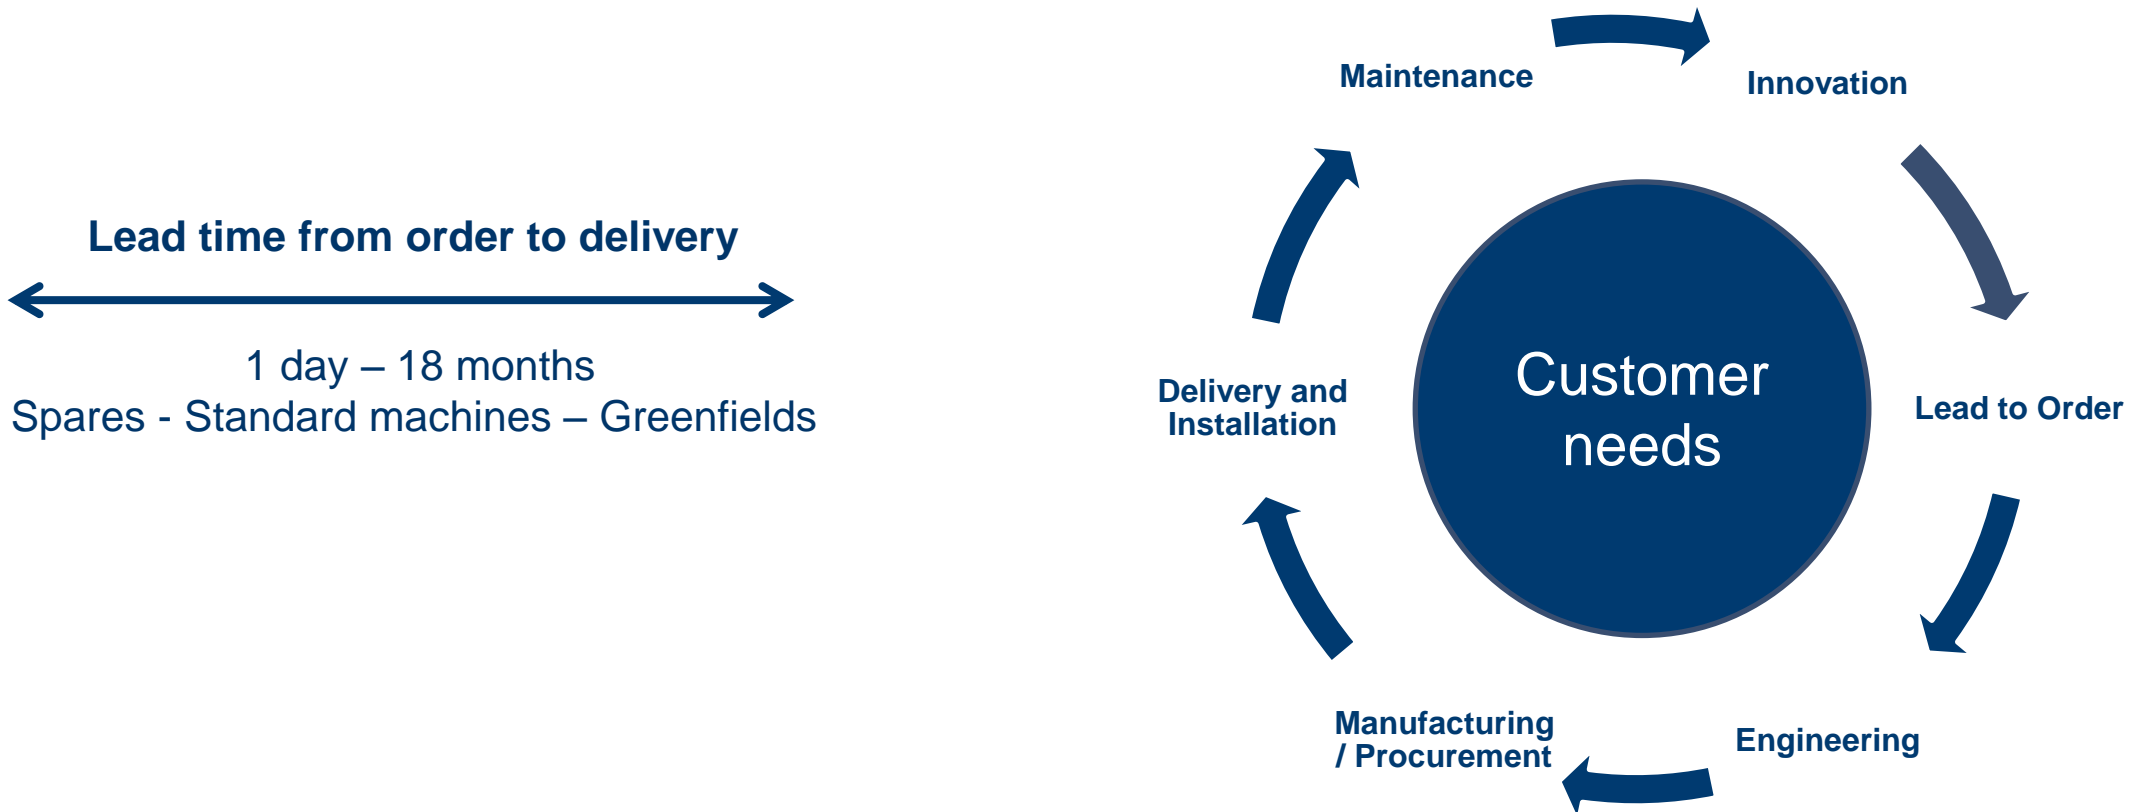 Lead time from order to delivery
1 day – 18 months
Spares - Standard machines – Greenfields
Maintenance
Innovation
Customer
needs
Lead to Order
Engineering
Manufacturing
/ Procurement
Delivery and
Installation